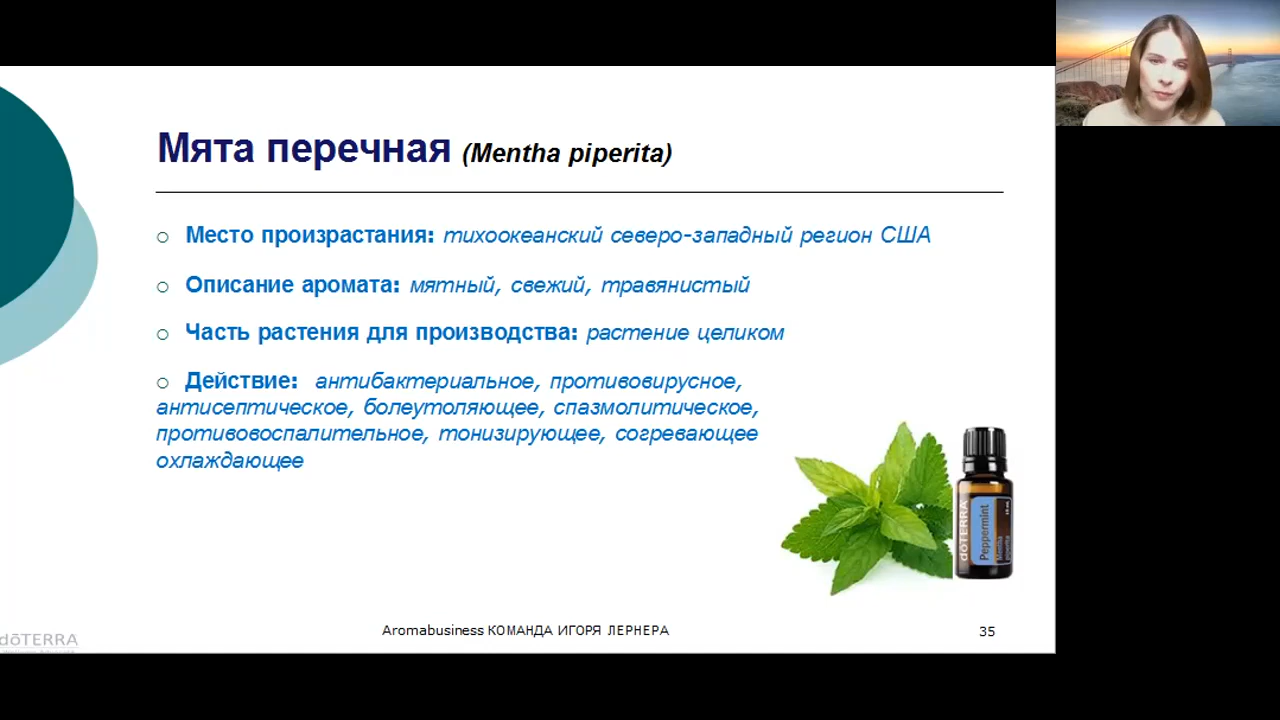 Мята перечная (Mentha piperita)
Место произрастания: тихоокеанский северо-западный регион США
Описание аромата: мятный, свежий, травянистый
Часть растения для производства: растение целиком
Действие: антибактериальное, противовирусное,
антисептическое, болеутоляющее, спазмолитическое,
противовоспалительное, тонизирующее, согревающее
охлаждающее
dōTERRA
Peppermint
Mentha
piperita
Aromabusiness КОМАНДА ИГОРЯ ЛЕРНЕРА
35
dōTERRA